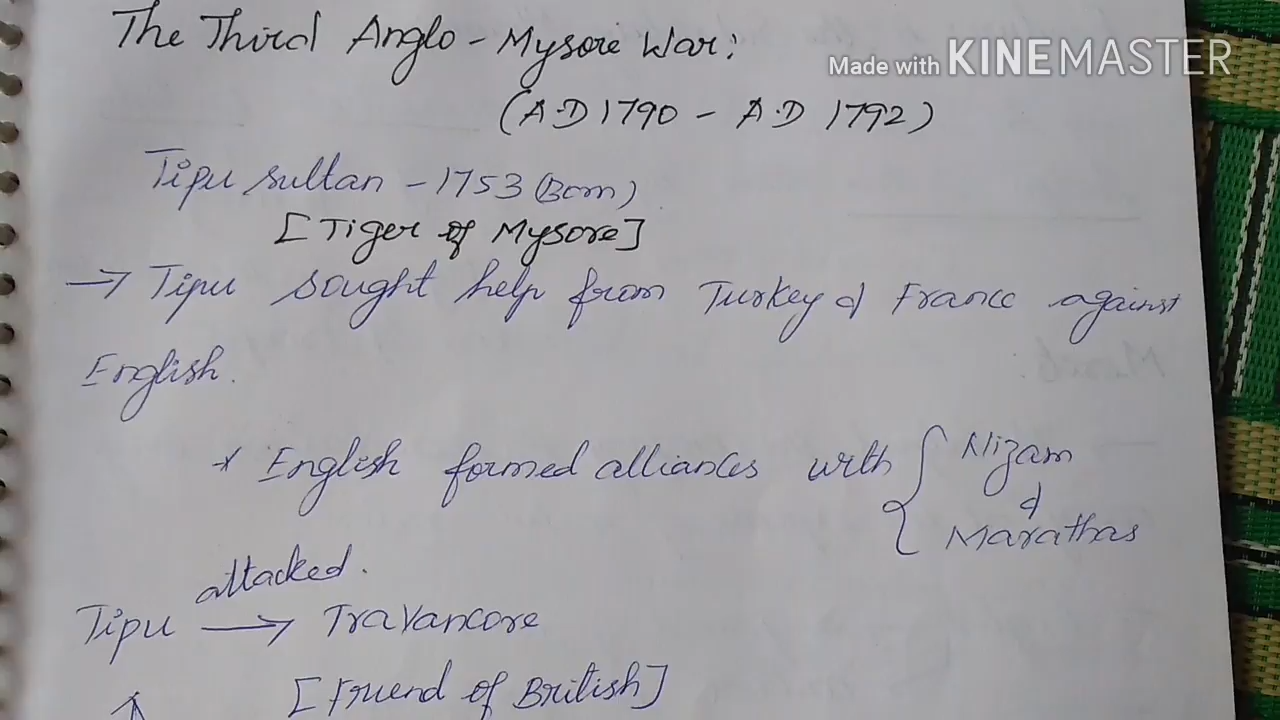 The Third Anglo - Mysore War:
Made with KINEMASTER
(A.D 1790 - A.D 1792)
Tipu sultan - 1753 (Born)
[Tiger of Mysore]
→ Tipu sought help from Turkey & France against
English.
* English formed alliances with { Nizam
&
Marathas
attacked.
Tipu → Travancore
[Friend of British]